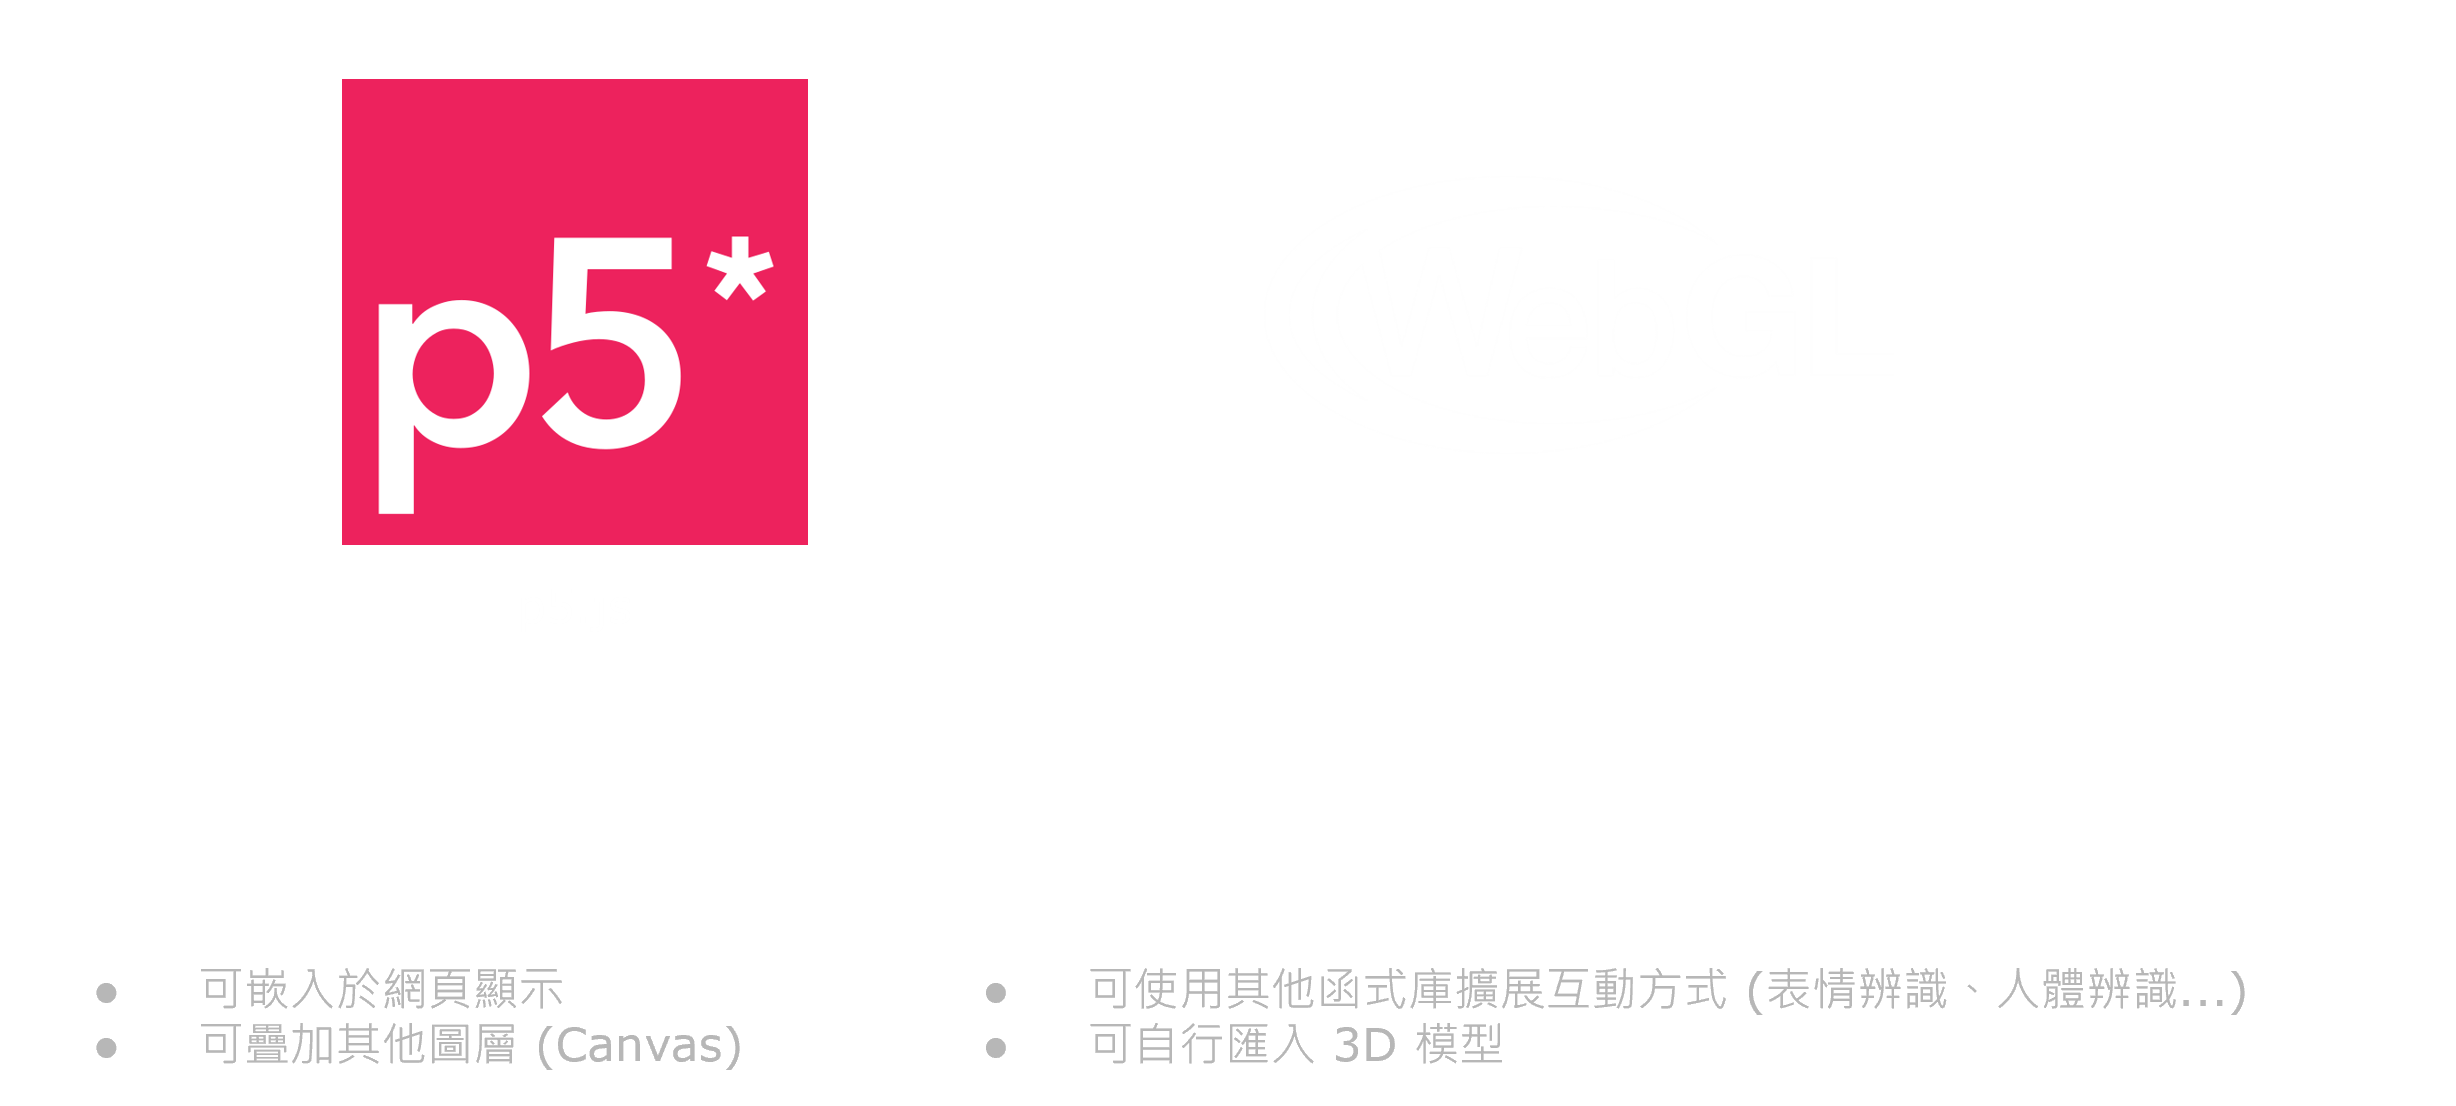 p5*
可嵌入於網頁顯示
可疊加其他圖層 (Canvas)
可使用其他函式庫擴展互動方式 (表情辨識、人體辨識...)
可自行匯入 3D 模型